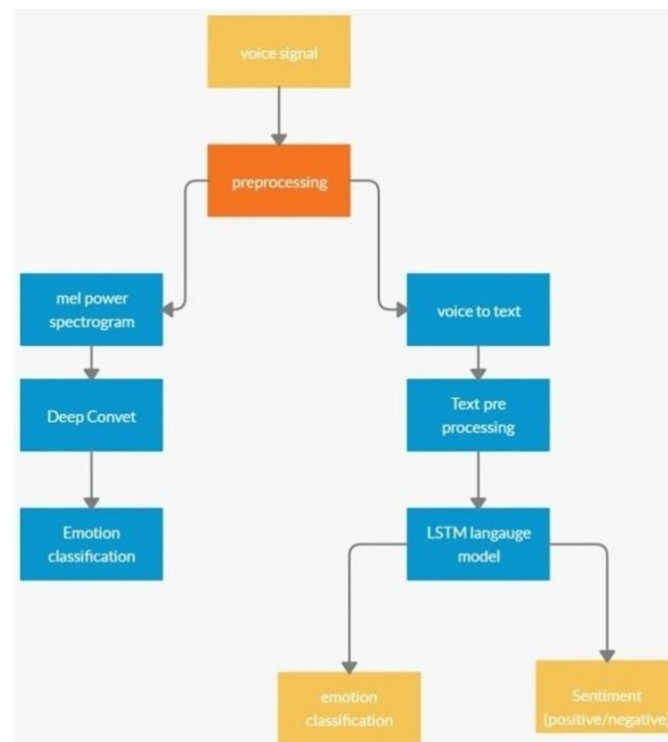 voice signal
preprocessing
mel power
spectrogram
Deep Convet
Emotion
classification
voice to text
Text pre
processing
LSTM langauge
model
emotion
classification
Sentiment
(positive/negative)